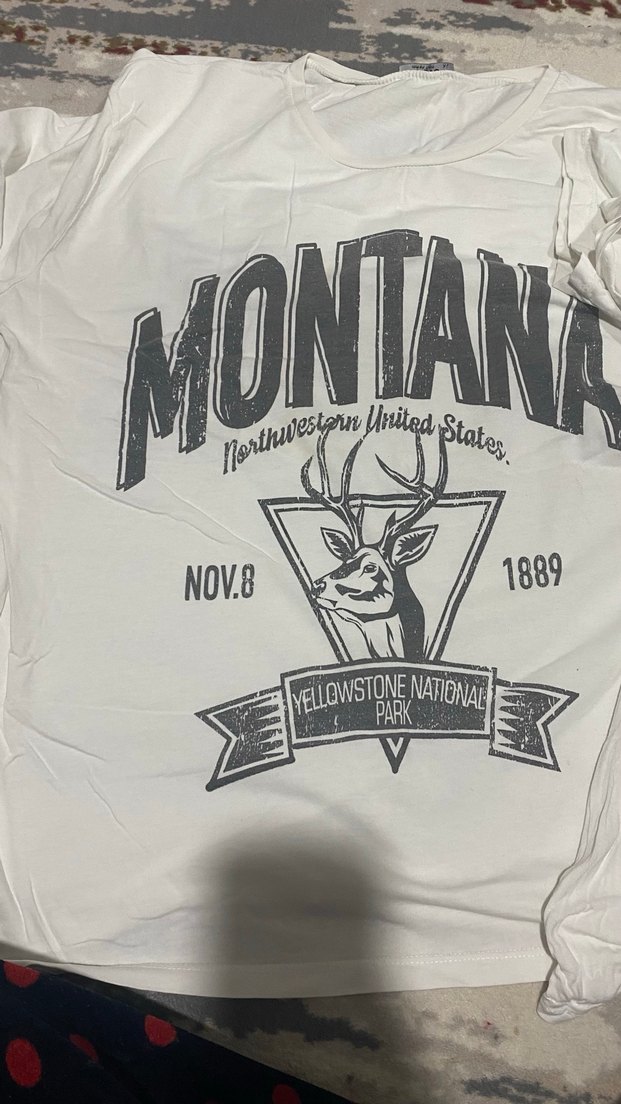 MONTANA
Northwestern United States.
NOV.8
1889
YELLOWSTONE NATIONAL
PARK